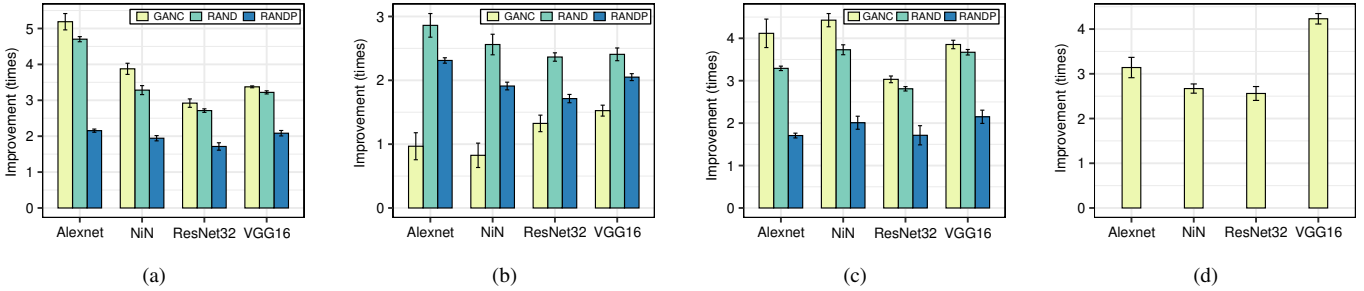 GANC RAND RANDP
Improvement (times)
5
4
3
2
1
0
Alexnet NiN ResNet32 VGG16
(a)
GANC RAND RANDP
Improvement (times)
3
2
1
0
Alexnet NiN ResNet32 VGG16
(b)
GANC RAND RANDP
Improvement (times)
4
3
2
1
0
Alexnet NiN ResNet32 VGG16
(c)
Improvement (times)
4
3
2
1
0
Alexnet NiN ResNet32 VGG16
(d)